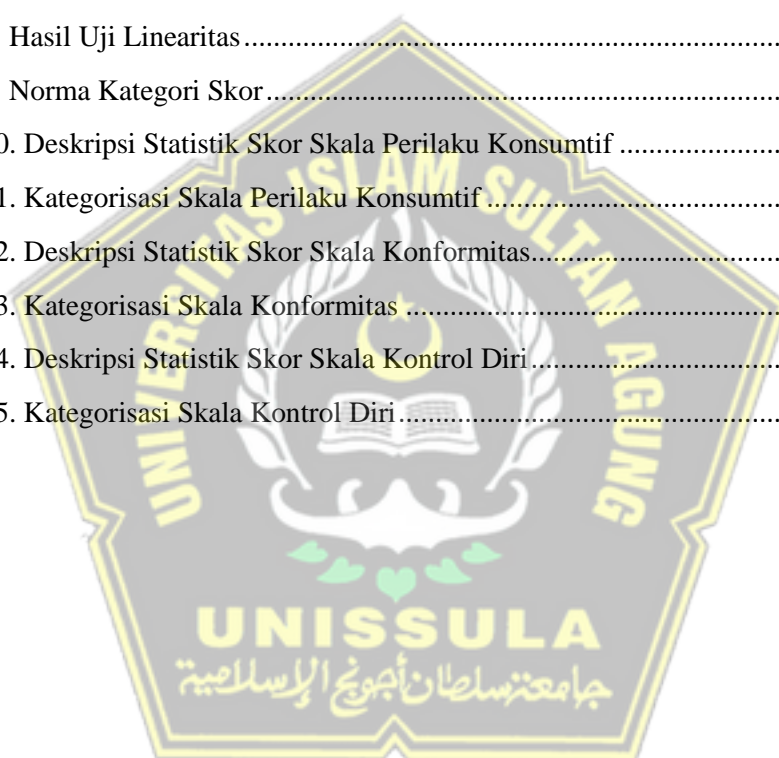 Hasil Uji Linearitas
Norma Kategori Skor
0. Deskripsi Statistik Skor Skala Perilaku Konsumtif
1. Kategorisasi Skala Perilaku Konsumtif
2. Deskripsi Statistik Skor Skala Konformitas
3. Kategorisasi Skala Konformitas
4. Deskripsi Statistik Skor Skala Kontrol Diri
5. Kategorisasi Skala Kontrol Diri
UNIVERSITAS ISLAM SULTAN AGUNG
UNISSULA
جامعة سلطان أجونج الإسلامية